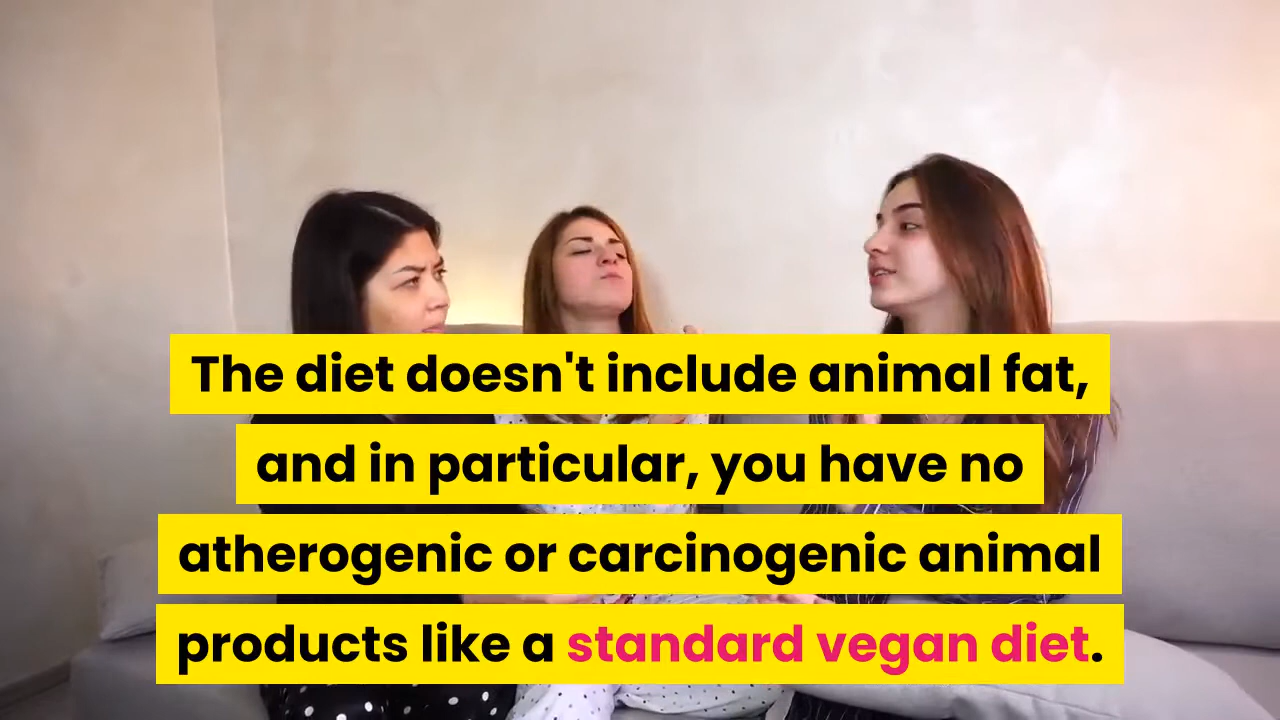 The diet doesn't include animal fat,
and in particular, you have no
atherogenic or carcinogenic animal
products like a standard vegan diet.